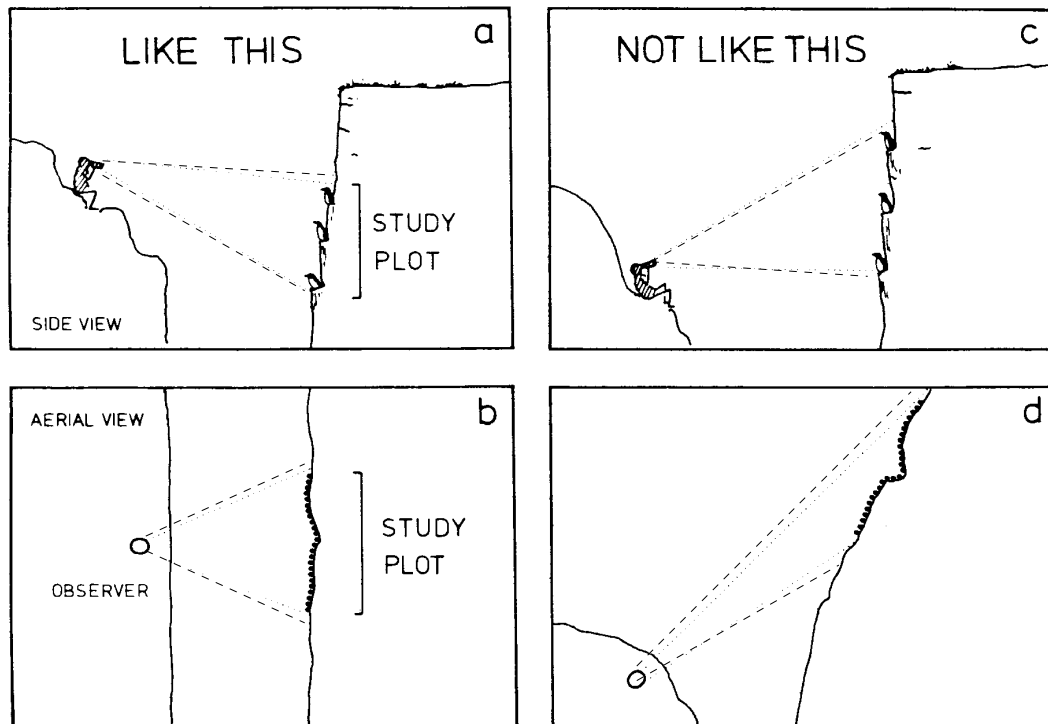 LIKE THIS
a
STUDY
PLOT
SIDE VIEW
NOT LIKE THIS
c
AERIAL VIEW
b
STUDY
PLOT
OBSERVER
d